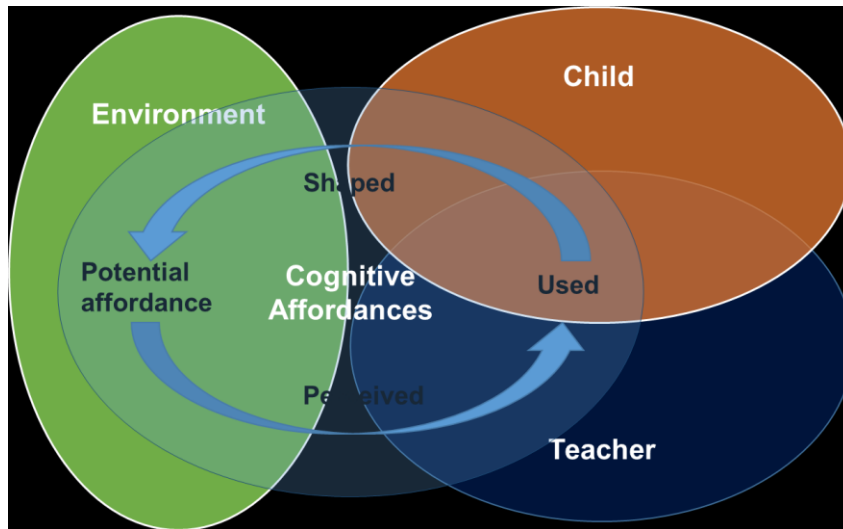 Child
Environment
Shaped
Potential
affordance
Cognitive
Affordances
Used
Perceived
Teacher